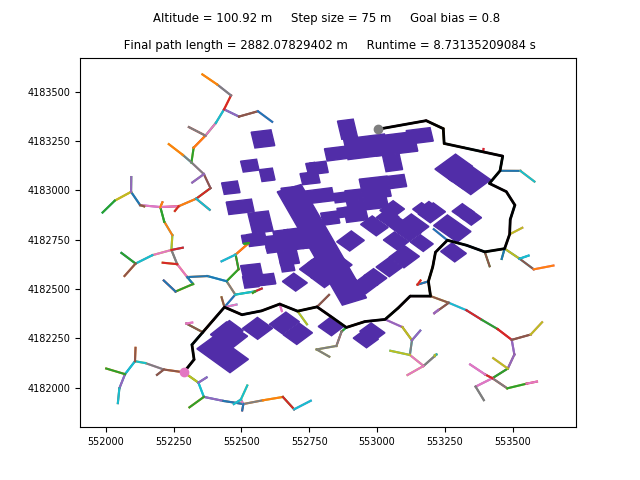 Altitude = 100.92 m     Step size = 75 m     Goal bias = 0.8
Final path length = 2882.07829402 m     Runtime = 8.73135209084 s
4183500
4183250
4183000
4182750
4182500
4182250
4182000
552000 552250 552500 552750 553000 553250 553500